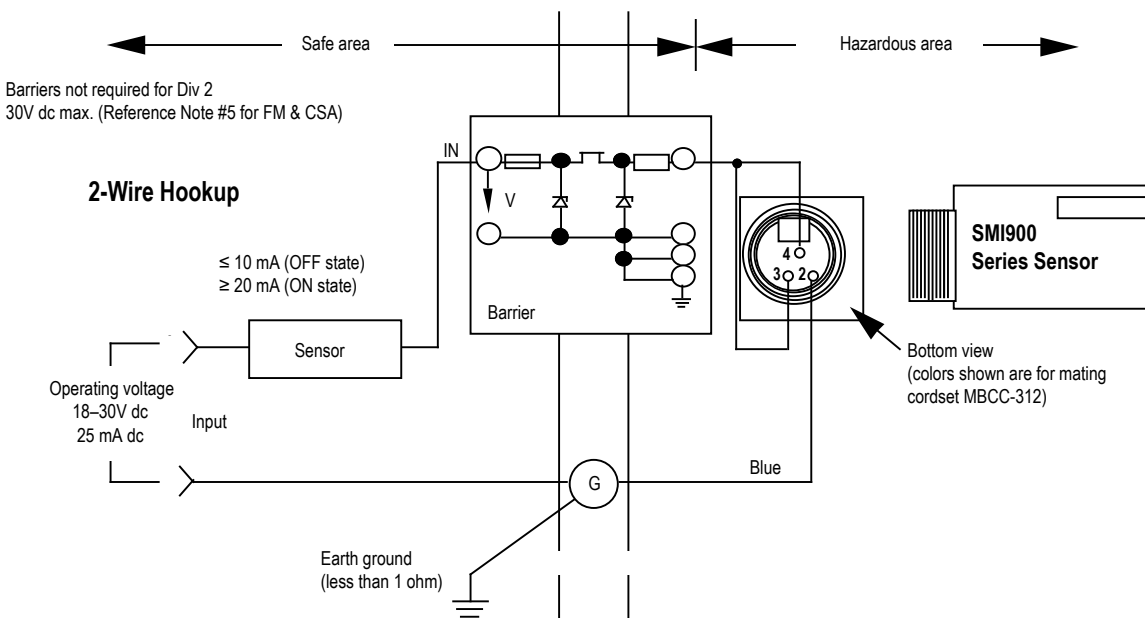 Safe area
Hazardous area
Barriers not required for Div 2
30V dc max. (Reference Note #5 for FM & CSA)
2-Wire Hookup
IN
V
≤ 10 mA (OFF state)
≥ 20 mA (ON state)
Barrier
4
3
2
SMI900
Series Sensor
Sensor
Bottom view
(colors shown are for mating
cordset MBCC-312)
Operating voltage
18–30V dc
25 mA dc
Input
G
Blue
Earth ground
(less than 1 ohm)